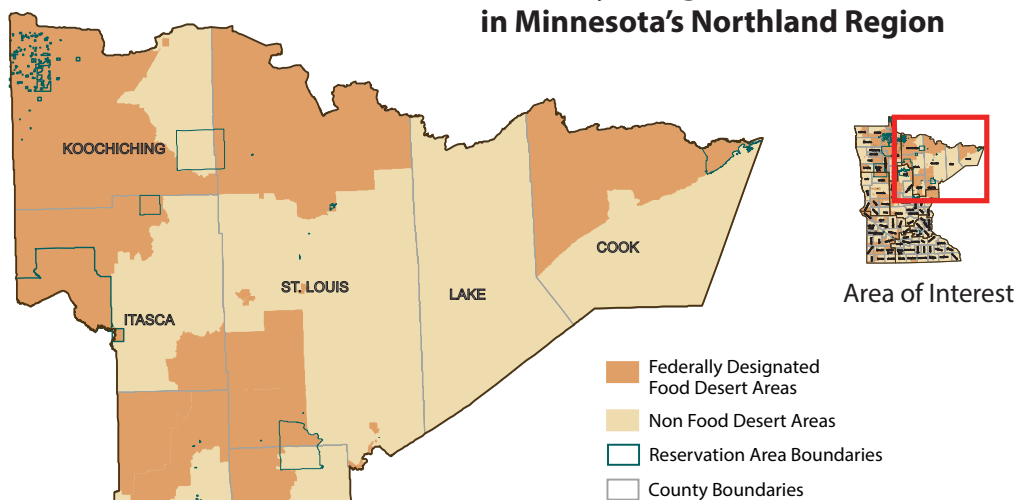 in Minnesota's Northland Region
KOOCHICHING
COOK
ST. LOUIS
LAKE
ITASCA
Area of Interest
Federally Designated
Food Desert Areas
Non Food Desert Areas
Reservation Area Boundaries
County Boundaries